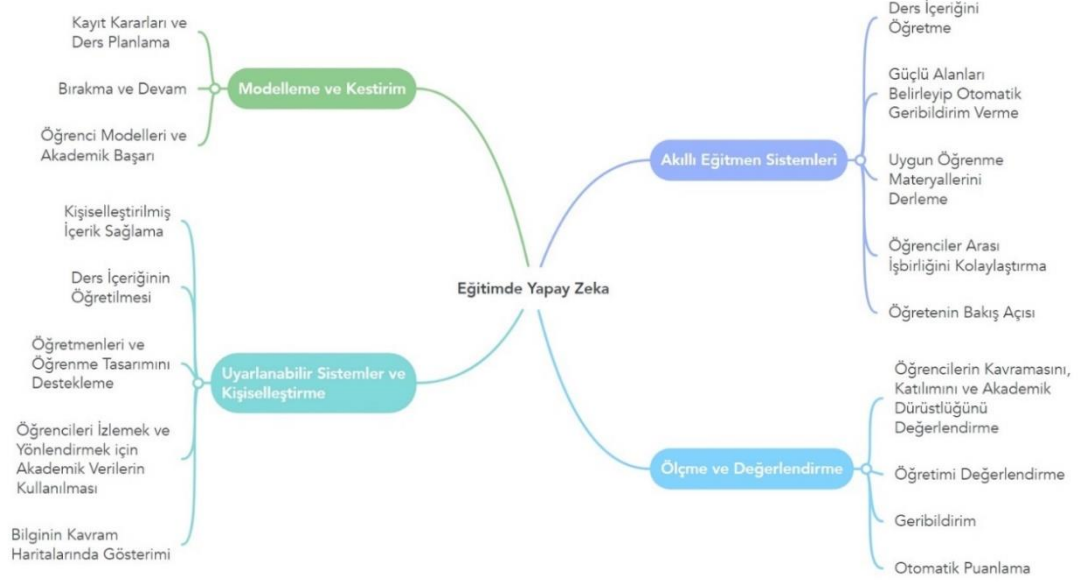 Eğitimde Yapay Zeka
Modelleme ve Kestirim
Kayıt Kararları ve
Ders Planlama
Bırakma ve Devam
Öğrenci Modelleri ve
Akademik Başarı
Uyarlanabilir Sistemler ve
Kişiselleştirme
Kişiselleştirilmiş
İçerik Sağlama
Ders İçeriğinin
Öğretilmesi
Öğretmenleri ve
Öğrenme Tasarımını
Destekleme
Öğrencileri İzlemek ve
Yönlendirmek için
Akademik Verilerin
Kullanılması
Bilginin Kavram
Haritalarında Gösterimi
Akıllı Eğitmen Sistemleri
Ders İçeriğini
Öğretme
Güçlü Alanları
Belirleyip Otomatik
Geribildirim Verme
Uygun Öğrenme
Materyallerini
Derleme
Öğrenciler Arası
İşbirliğini Kolaylaştırma
Öğretenin Bakış Açısı
Ölçme ve Değerlendirme
Öğrencilerin Kavramasını,
Katılımını ve Akademik
Dürüstlüğünü
Değerlendirme
Öğretimi Değerlendirme
Geribildirim
Otomatik Puanlama